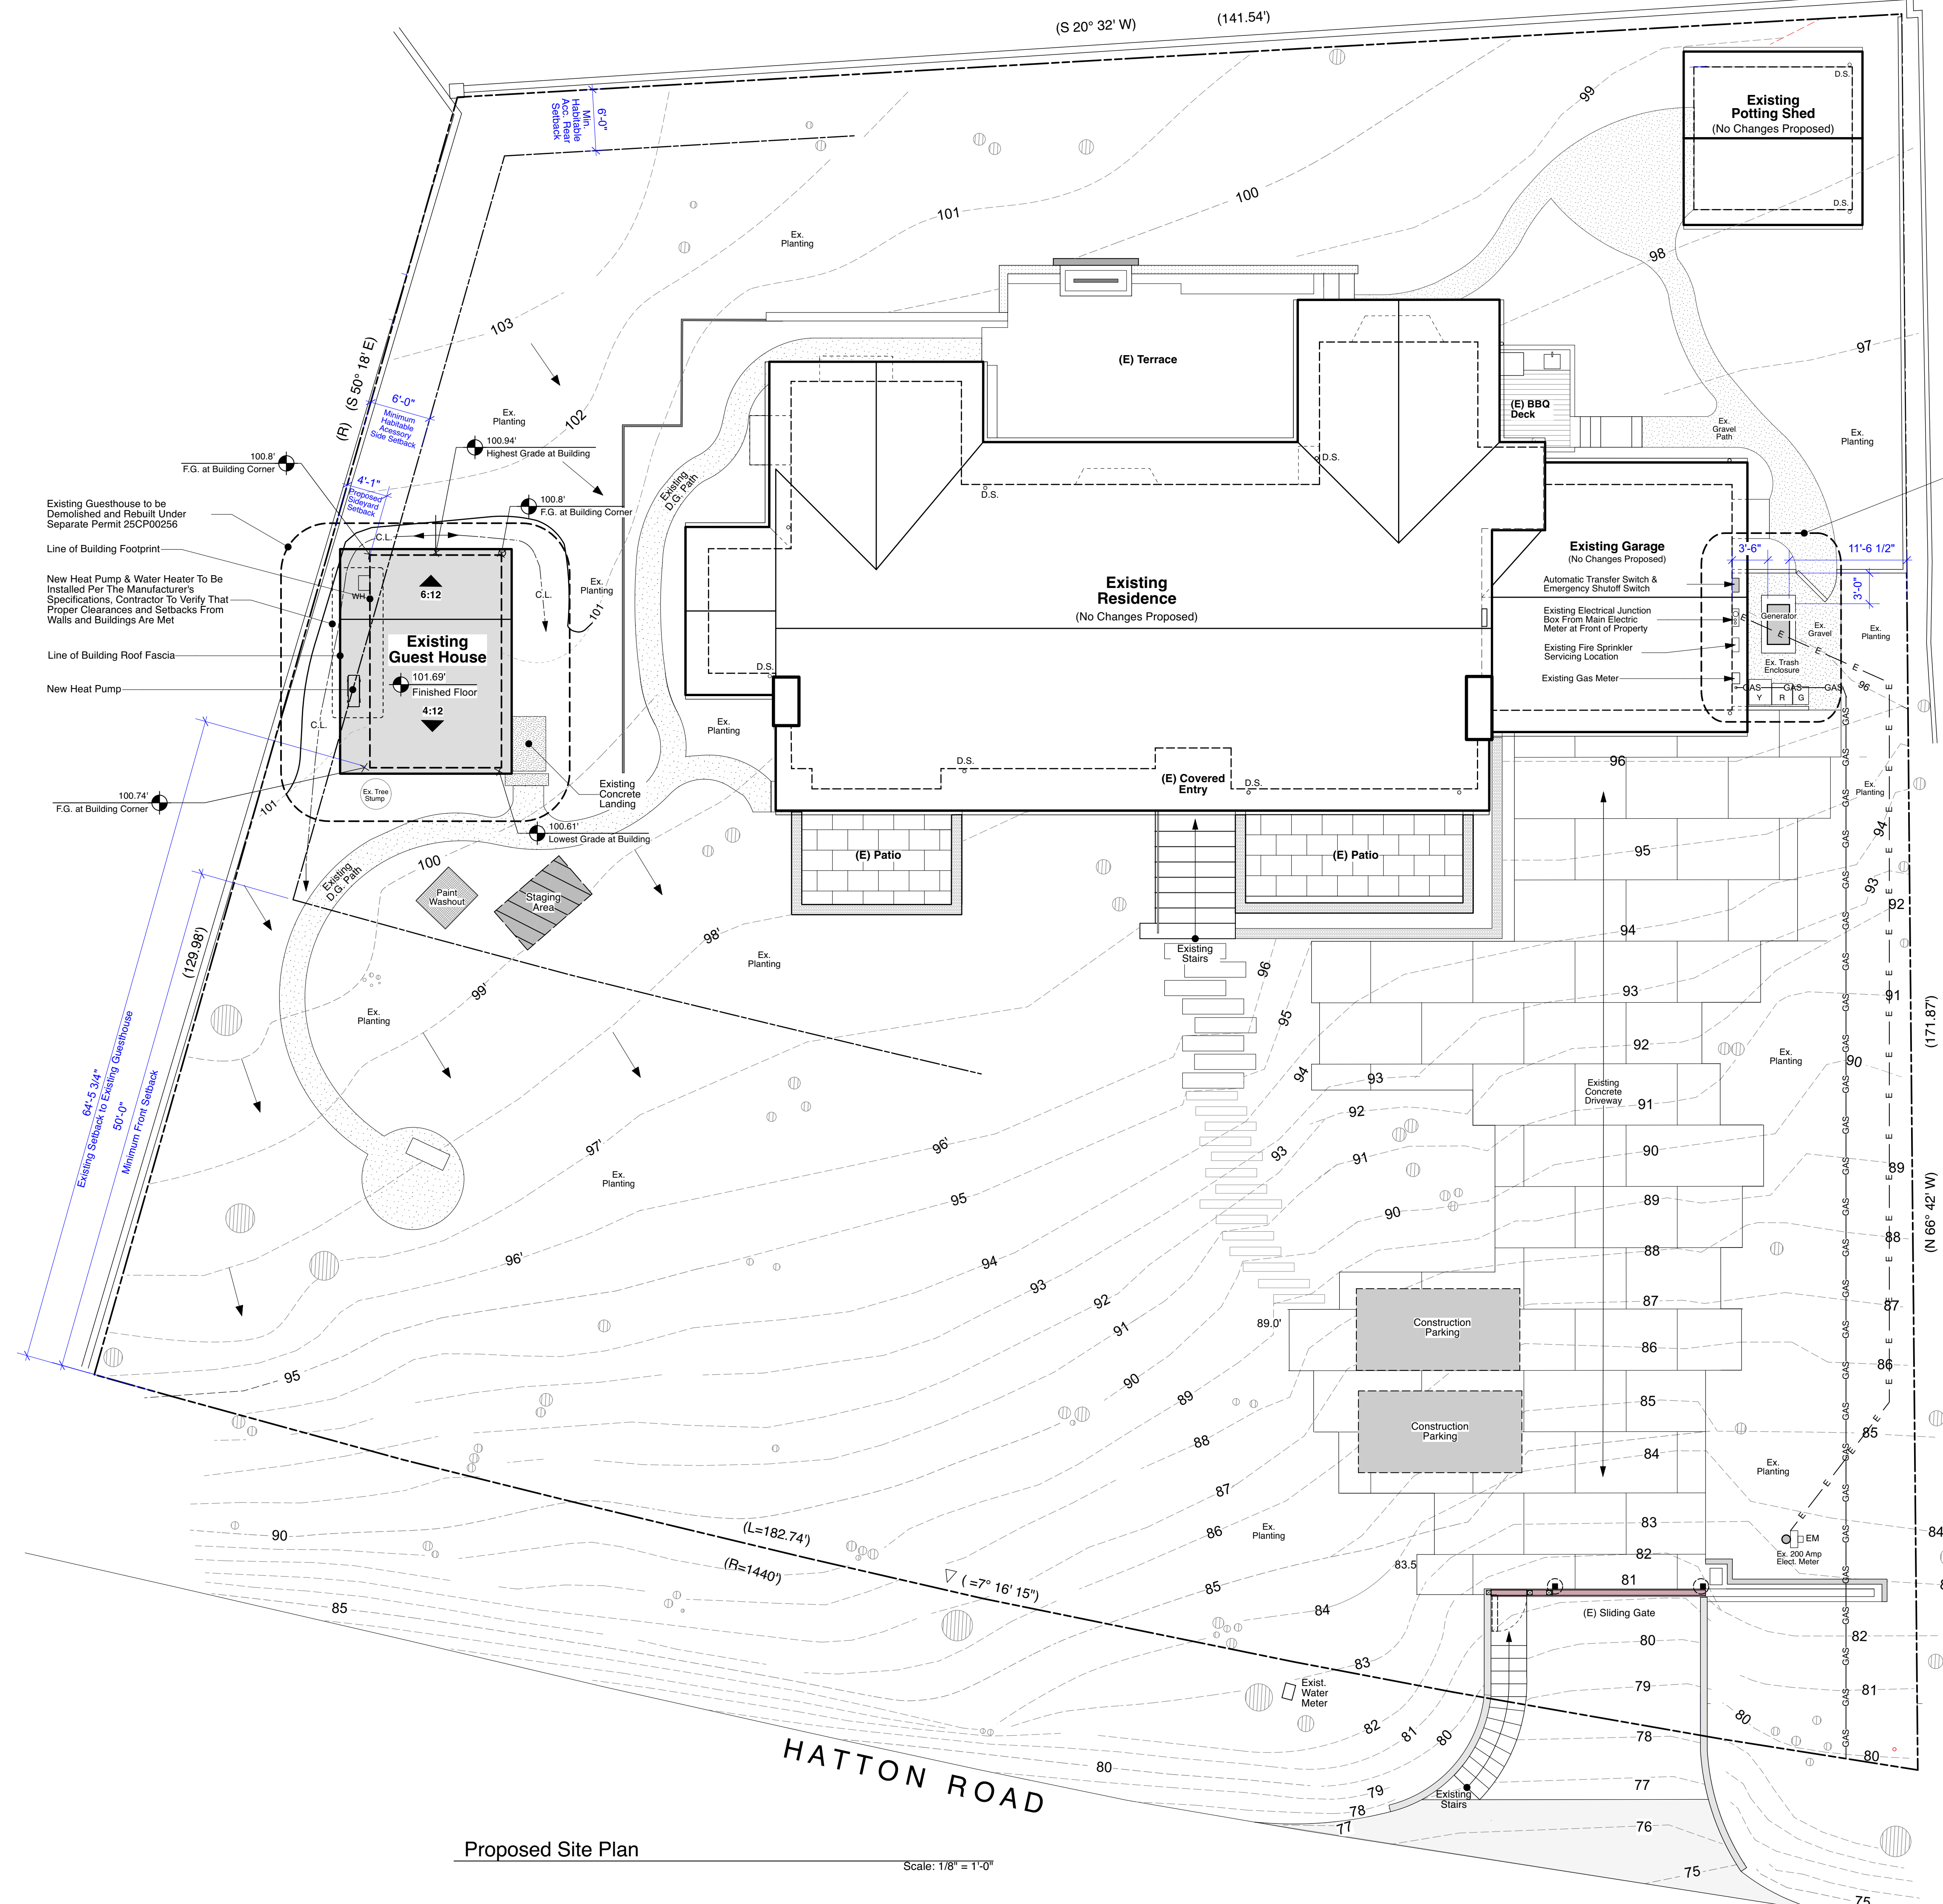 (S 20° 32' W)
(141.54')
6'-0"
Min.
Habitable
Acc. Rear
Setback
99
D.S.
Existing
Potting Shed
(No Changes Proposed)
D.S.
100
101
Ex.
Planting
98
103
97
(R)
(S 50° 18' E)
(E) Terrace
6'-0"
Minimum
Habitable
Acessory
Side Setback
Ex.
Planting
102
(E) BBQ
Deck
Ex.
Gravel
Path
Ex.
Planting
100.94'
Highest Grade at Building
100.8'
F.G. at Building Corner
4'-1"
Proposed
Sideyard
Setback
100.8'
F.G. at Building Corner
Existing
D.G. Path
D.S.
D.S.
Existing Guesthouse to be
Demolished and Rebuilt Under
Separate Permit 25CP00256
Line of Building Footprint
New Heat Pump & Water Heater To Be
Installed Per The Manufacturer's
Specifications, Contractor To Verify That
Proper Clearances and Setbacks From
Walls and Buildings Are Met
Line of Building Roof Fascia
New Heat Pump
C.L.
C.L.
C.L.
WH
6:12
Existing
Guest House
101.69'
Finished Floor
4:12
Ex.
Planting
101
Existing
Residence
(No Changes Proposed)
Existing Garage
(No Changes Proposed)
3'-6"
11'-6 1/2"
3'-0"
Automatic Transfer Switch &
Emergency Shutoff Switch
Existing Electrical Junction
Box From Main Electric
Meter at Front of Property
Existing Fire Sprinkler
Servicing Location
Existing Gas Meter
Generator
E
E
E
E
Ex.
Gravel
Ex.
Planting
Ex. Trash
Enclosure
GAS
GAS
GAS
Y
R
G
96
D.S.
Ex.
Planting
100.74'
F.G. at Building Corner
101
Ex. Tree
Stump
Existing
Concrete
Landing
100.61'
Lowest Grade at Building
D.S.
(E) Covered
Entry
D.S.
96
Ex.
Planting
94
95
(E) Patio
(E) Patio
100
Existing
D.G. Path
Paint
Washout
Staging
Area
93
92
98'
94
Existing
Stairs
Ex.
Planting
96
(129.98')
99'
93
91
(171.87')
Ex.
Planting
95
92
Ex.
Planting
90
94
93
Existing
Concrete
Driveway
91
92
64'-5 3/4"
Existing Setback to Existing Guesthouse
50'-0"
Minimum Front Setback
97'
96'
93
91
90
89
Ex.
Planting
95
89
90
(N 66° 42' W)
96'
94
93
88
88
92
91
89.0'
87
87
Construction
Parking
86
86
95
90
89
85
85
Construction
Parking
88
84
Ex.
Planting
87
90
(L=182.74')
(R=1440')
86
Ex.
Planting
83
84
EM
Ex. 200 Amp
Elect. Meter
83.5
82
81
( =7° 16' 15")
85
85
84
(E) Sliding Gate
82
80
83
Exist.
Water
Meter
79
81
82
81
80
78
80
80
HATTON ROAD
80
79
78
77
77
Existing
Stairs
76
75
75
Proposed Site Plan
Scale: 1/8" = 1'-0"